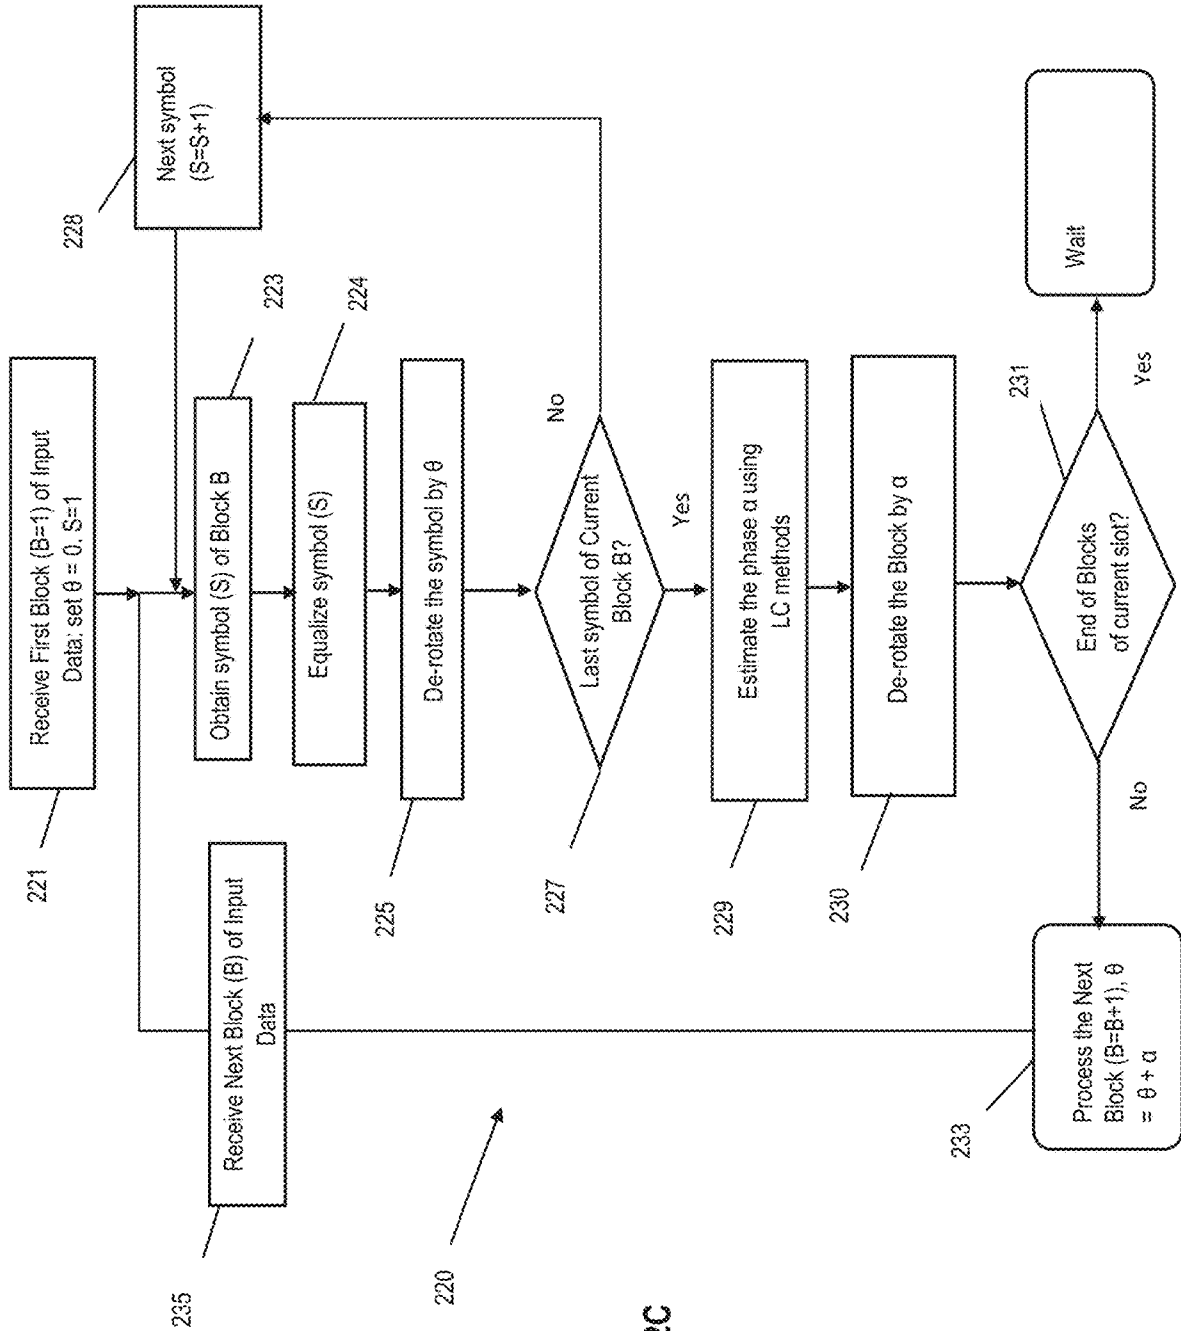 Receive First Block (B=1) of Input
Data; set θ = 0, S=1
221
Next symbol
(S=S+1)
228
Receive Next Block (B) of Input
Data
235
Obtain symbol (S) of Block B
223
Equalize symbol (S)
224
De-rotate the symbol by θ
225
Last symbol of Current
Block B?
227
No
Yes
Estimate the phase α using
LC methods
229
De-rotate the Block by α
230
End of Blocks
of current slot?
231
Yes
Wait
No
Process the Next
Block (B=B+1), θ
= θ + α
233
220